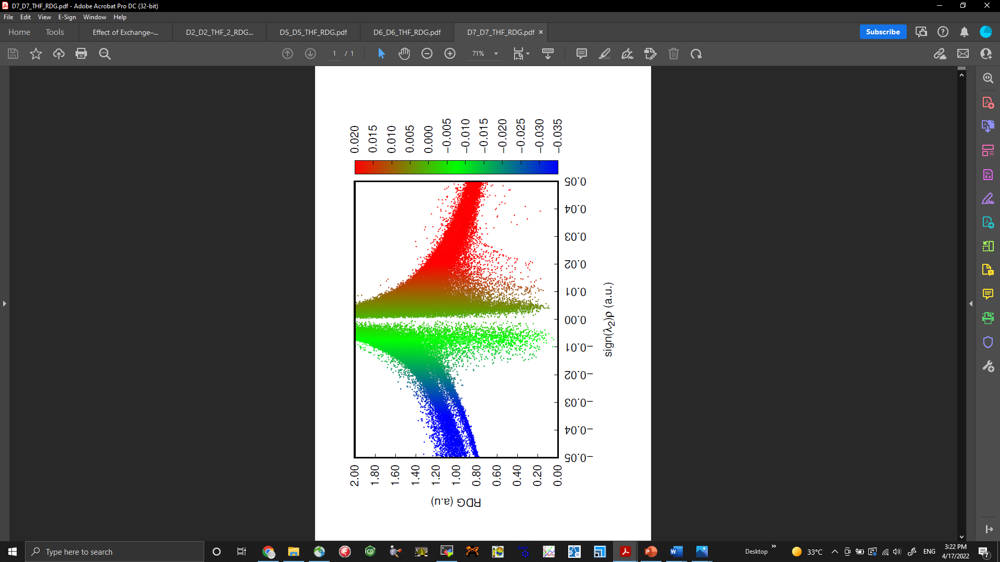 D7_D7_THF_RDG.pdf - Adobe Acrobat Pro DC (32-bit)
File Edit View E-Sign Window Help
Home Tools Effect of Exchange–... D2_D2_THF_2_RDG... D5_D5_THF_RDG.pdf D6_D6_THF_RDG.pdf D7_D7_THF_RDG.pdf × Subscribe
1 / 1 71%
0.020 0.015 0.010 0.005 0.000 −0.005 −0.010 −0.015 −0.020 −0.025 −0.030 −0.035
0.05
0.04
0.03
0.02
0.01
0.00
−0.01
−0.02
−0.03
−0.04
−0.05
sign(λ2)ρ (a.u.)
2.00 1.80 1.60 1.40 1.20 1.00 0.80 0.60 0.40 0.20 0.00
RDG (a.u)
Type here to search CD Desktop » 33°C ENG 3:22 PM
4/17/2022 7